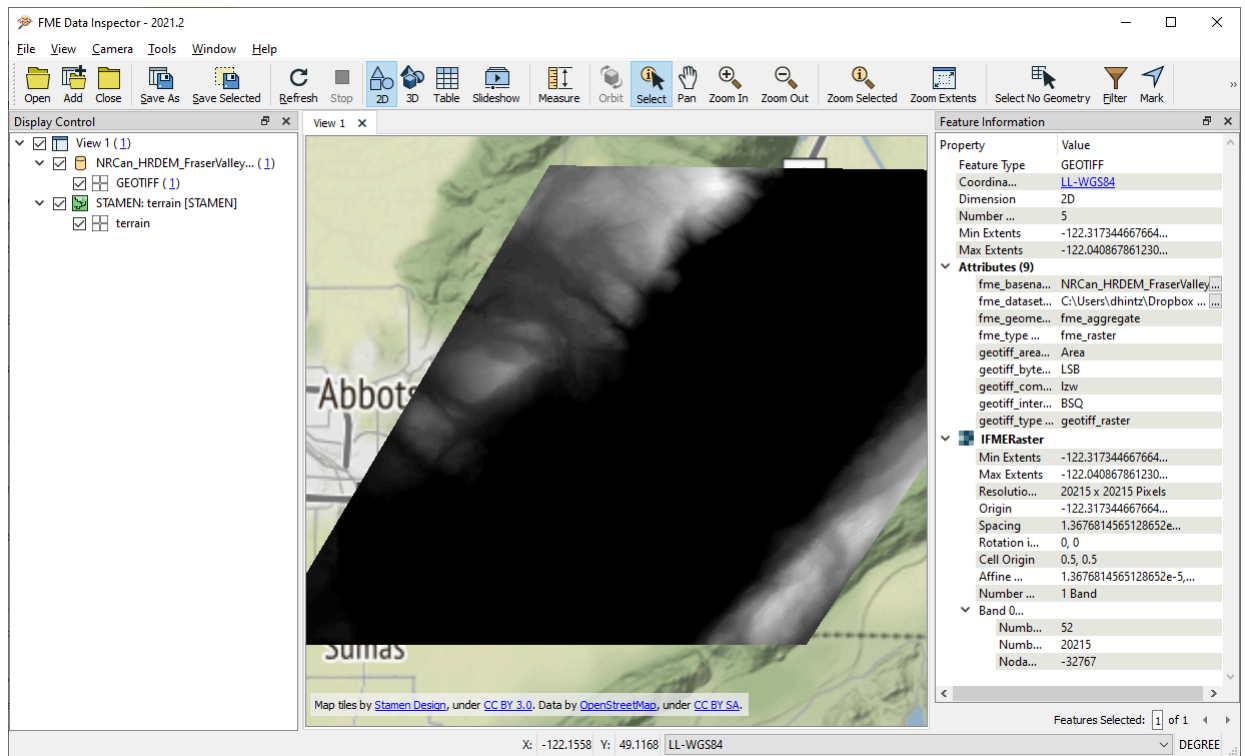 FME Data Inspector - 2021.2
File View Camera Tools Window Help
Open Add Close Save As Save Selected Refresh Stop 2D 3D Table Slideshow Measure Orbit Select Pan Zoom In Zoom Out Zoom Selected Zoom Extents Select No Geometry Filter Mark »
Display Control
View 1 (1)
NRCan_HRDEM_FraserValley... (1)
GEOTIFF (1)
STAMEN: terrain [STAMEN]
terrain
View 1
Abbots
Sumas
Map tiles by Stamen Design, under CC BY 3.0. Data by OpenStreetMap, under CC BY SA.
Feature Information
Property Value
Feature Type GEOTIFF
Coordina... LL-WGS84
Dimension 2D
Number ... 5
Min Extents -122.317344667664...
Max Extents -122.040867861230...
Attributes (9)
fme_basena... NRCan_HRDEM_FraserValley ...
fme_dataset... C:\Users\dhintz\Dropbox ... ...
fme_geome... fme_aggregate
fme_type ... fme_raster
geotiff_area... Area
geotiff_byte... LSB
geotiff_com... lzw
geotiff_inter... BSQ
geotiff_type ... geotiff_raster
IFMERaster
Min Extents -122.317344667664...
Max Extents -122.040867861230...
Resolutio... 20215 x 20215 Pixels
Origin -122.317344667664...
Spacing 1.3676814565128652e...
Rotation i... 0, 0
Cell Origin 0.5, 0.5
Affine ... 1.3676814565128652e-5,...
Number ... 1 Band
Band 0...
Numb... 52
Numb... 20215
Noda... -32767
Features Selected: 1 of 1
X: -122.1558 Y: 49.1168 LL-WGS84 DEGREE